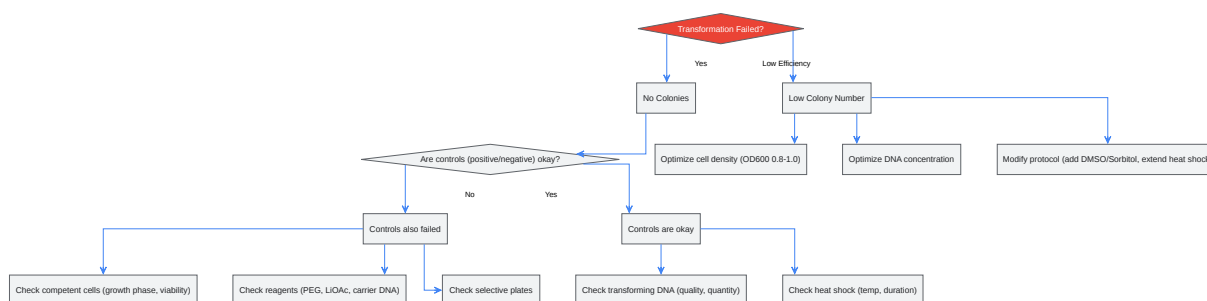 Transformation Failed?
Yes
Low Efficiency
No Colonies
Low Colony Number
Are controls (positive/negative) okay?
Optimize cell density (OD600 0.8-1.0)
Optimize DNA concentration
Modify protocol (add DMSO/Sorbitol, extend heat shock
No
Yes
Controls also failed
Controls are okay
Check competent cells (growth phase, viability)
Check reagents (PEG, LiOAc, carrier DNA)
Check selective plates
Check transforming DNA (quality, quantity)
Check heat shock (temp, duration)